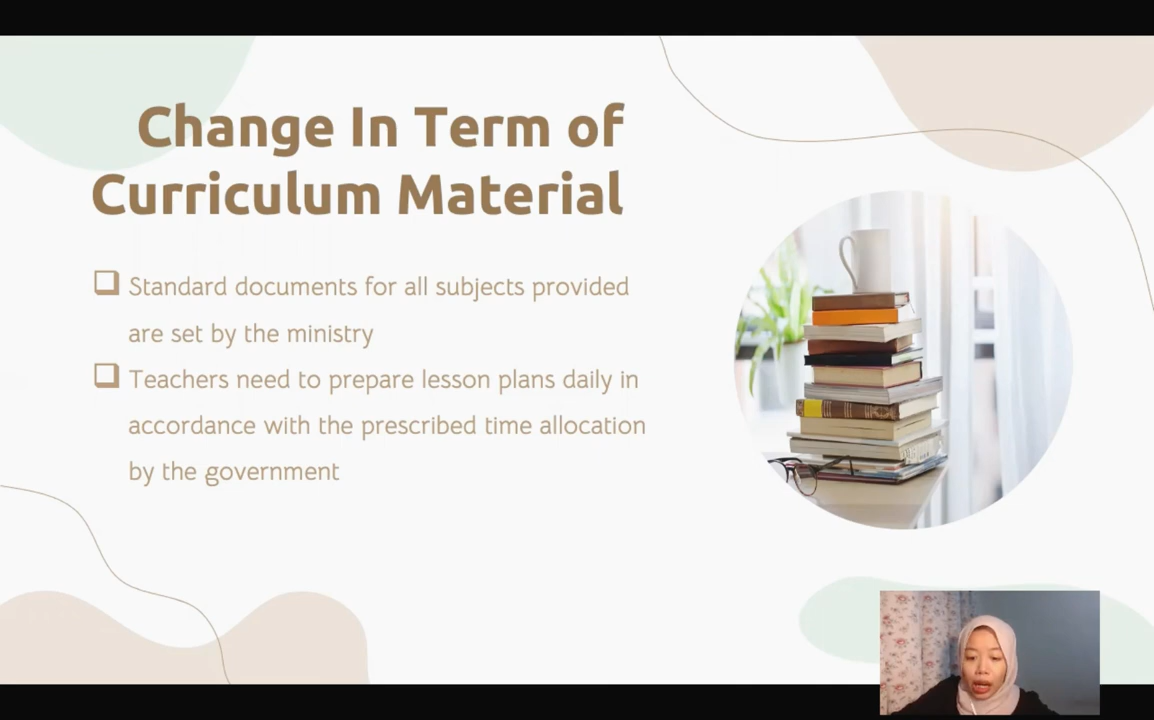 Change In Term of
Curriculum Material
Standard documents for all subjects provided
are set by the ministry
Teachers need to prepare lesson plans daily in
accordance with the prescribed time allocation
by the government